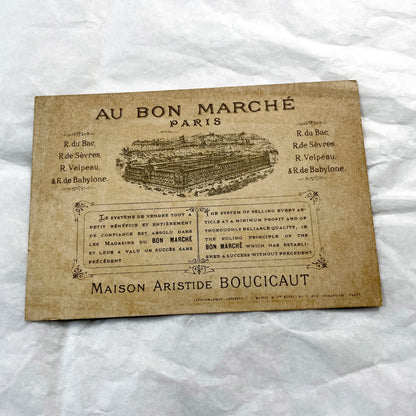 AU BON MARCHÉ
PARIS
R. du Bac,
R. de Sèvres,
R. Velpeau,
& R. de Babylone.
R. du Bac,
R. de Sèvres,
R. Velpeau,
& R. de Babylone.
LE SYSTÈME DE VENDRE TOUT A
PETIT BÉNÉFICE ET ENTIÈREMENT
DE CONFIANCE EST ABSOLU DANS
LES MAGASINS DU BON MARCHÉ
ET LEUR A VALU UN SUCCÈS SANS
PRÉCÉDENT
THE SYSTEM OF SELLING EVERY AR-
TICLE AT A MINIMUM PROFIT AND OF
THOROUGHLY RELIABLE QUALITY, IS
THE RULING PRINCIPLE OF THE
BON MARCHÉ WHICH HAS ESTABLI-
SHED A SUCCESS WITHOUT PRECEDENT
MAISON ARISTIDE BOUCICAUT
PARIS